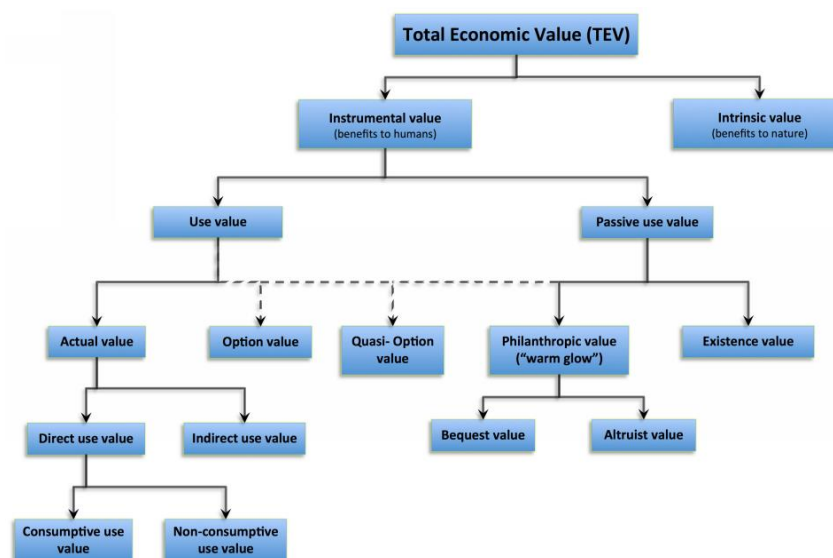 Total Economic Value (TEV)
Instrumental value
(benefits to humans)
Intrinsic value
(benefits to nature)
Use value
Passive use value
Actual value
Option value
Quasi- Option
value
Philanthropic value
(“warm glow”)
Existence value
Direct use value
Indirect use value
Bequest value
Altruist value
Consumptive use
value
Non-consumptive
use value